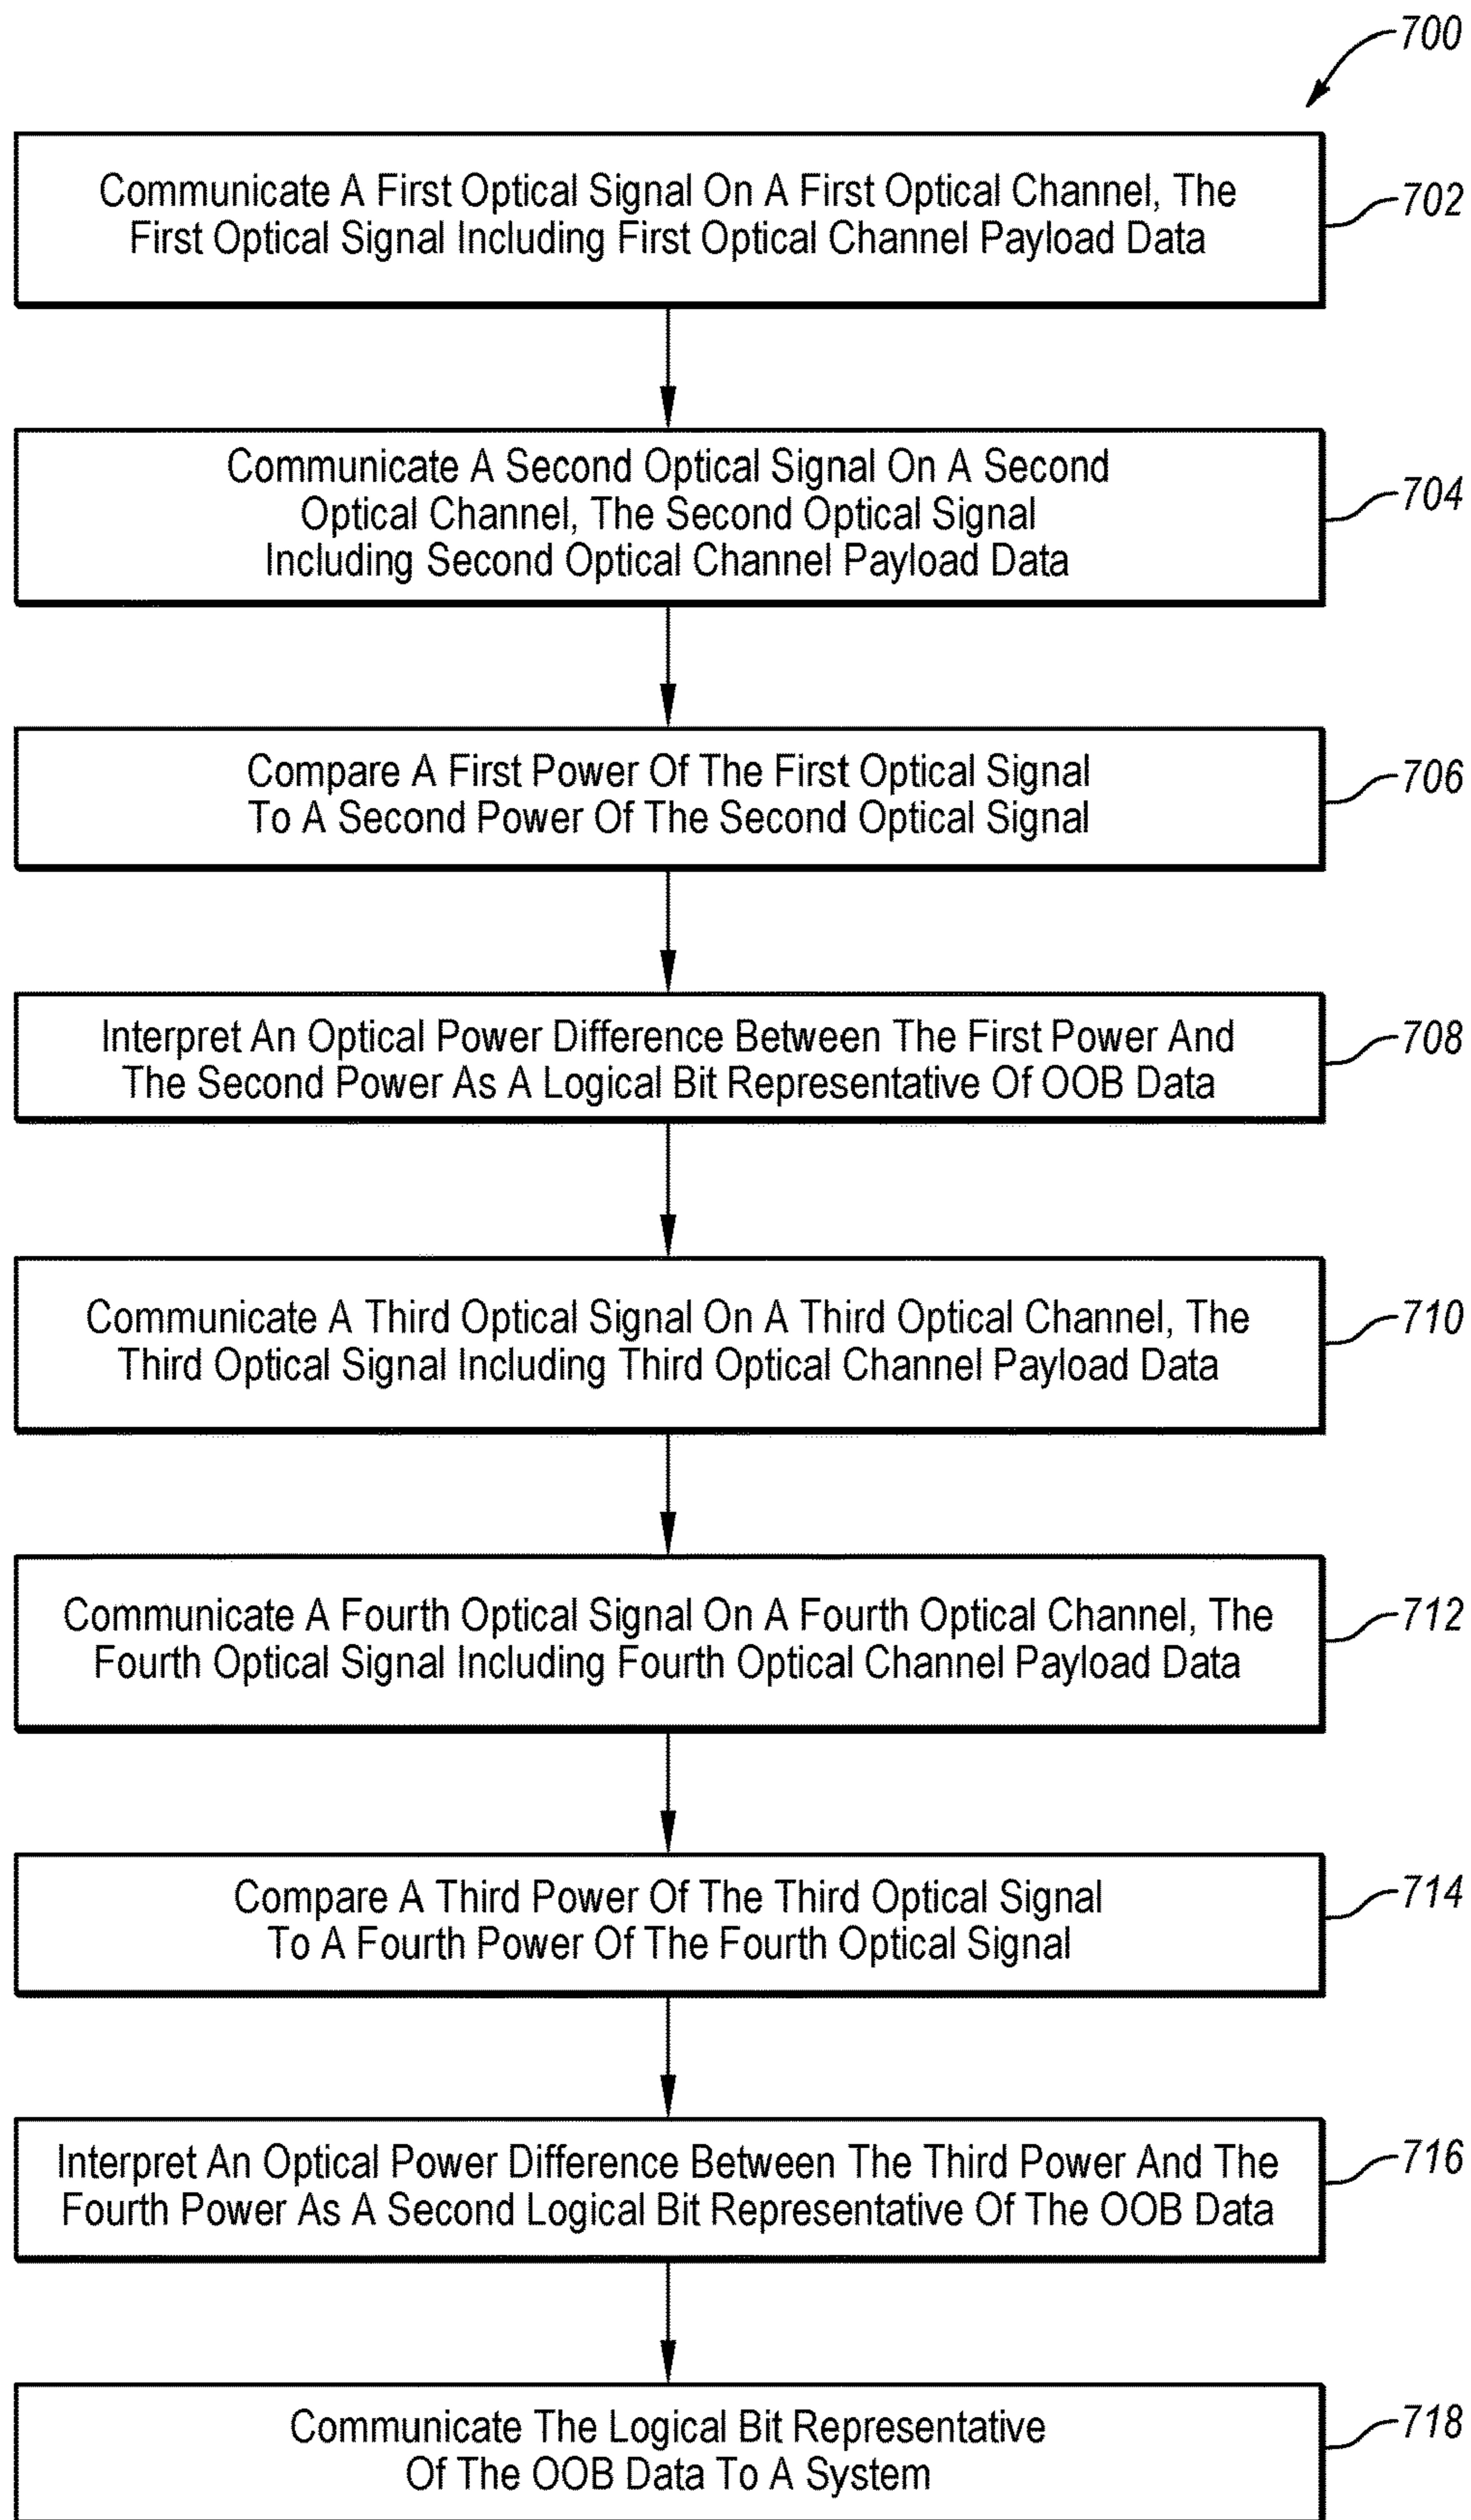 700
Communicate A First Optical Signal On A First Optical Channel, The
First Optical Signal Including First Optical Channel Payload Data
702
Communicate A Second Optical Signal On A Second
Optical Channel, The Second Optical Signal
Including Second Optical Channel Payload Data
704
Compare A First Power Of The First Optical Signal
To A Second Power Of The Second Optical Signal
706
Interpret An Optical Power Difference Between The First Power And
The Second Power As A Logical Bit Representative Of OOB Data
708
Communicate A Third Optical Signal On A Third Optical Channel, The
Third Optical Signal Including Third Optical Channel Payload Data
710
Communicate A Fourth Optical Signal On A Fourth Optical Channel, The
Fourth Optical Signal Including Fourth Optical Channel Payload Data
712
Compare A Third Power Of The Third Optical Signal
To A Fourth Power Of The Fourth Optical Signal
714
Interpret An Optical Power Difference Between The Third Power And The
Fourth Power As A Second Logical Bit Representative Of The OOB Data
716
Communicate The Logical Bit Representative
Of The OOB Data To A System
718